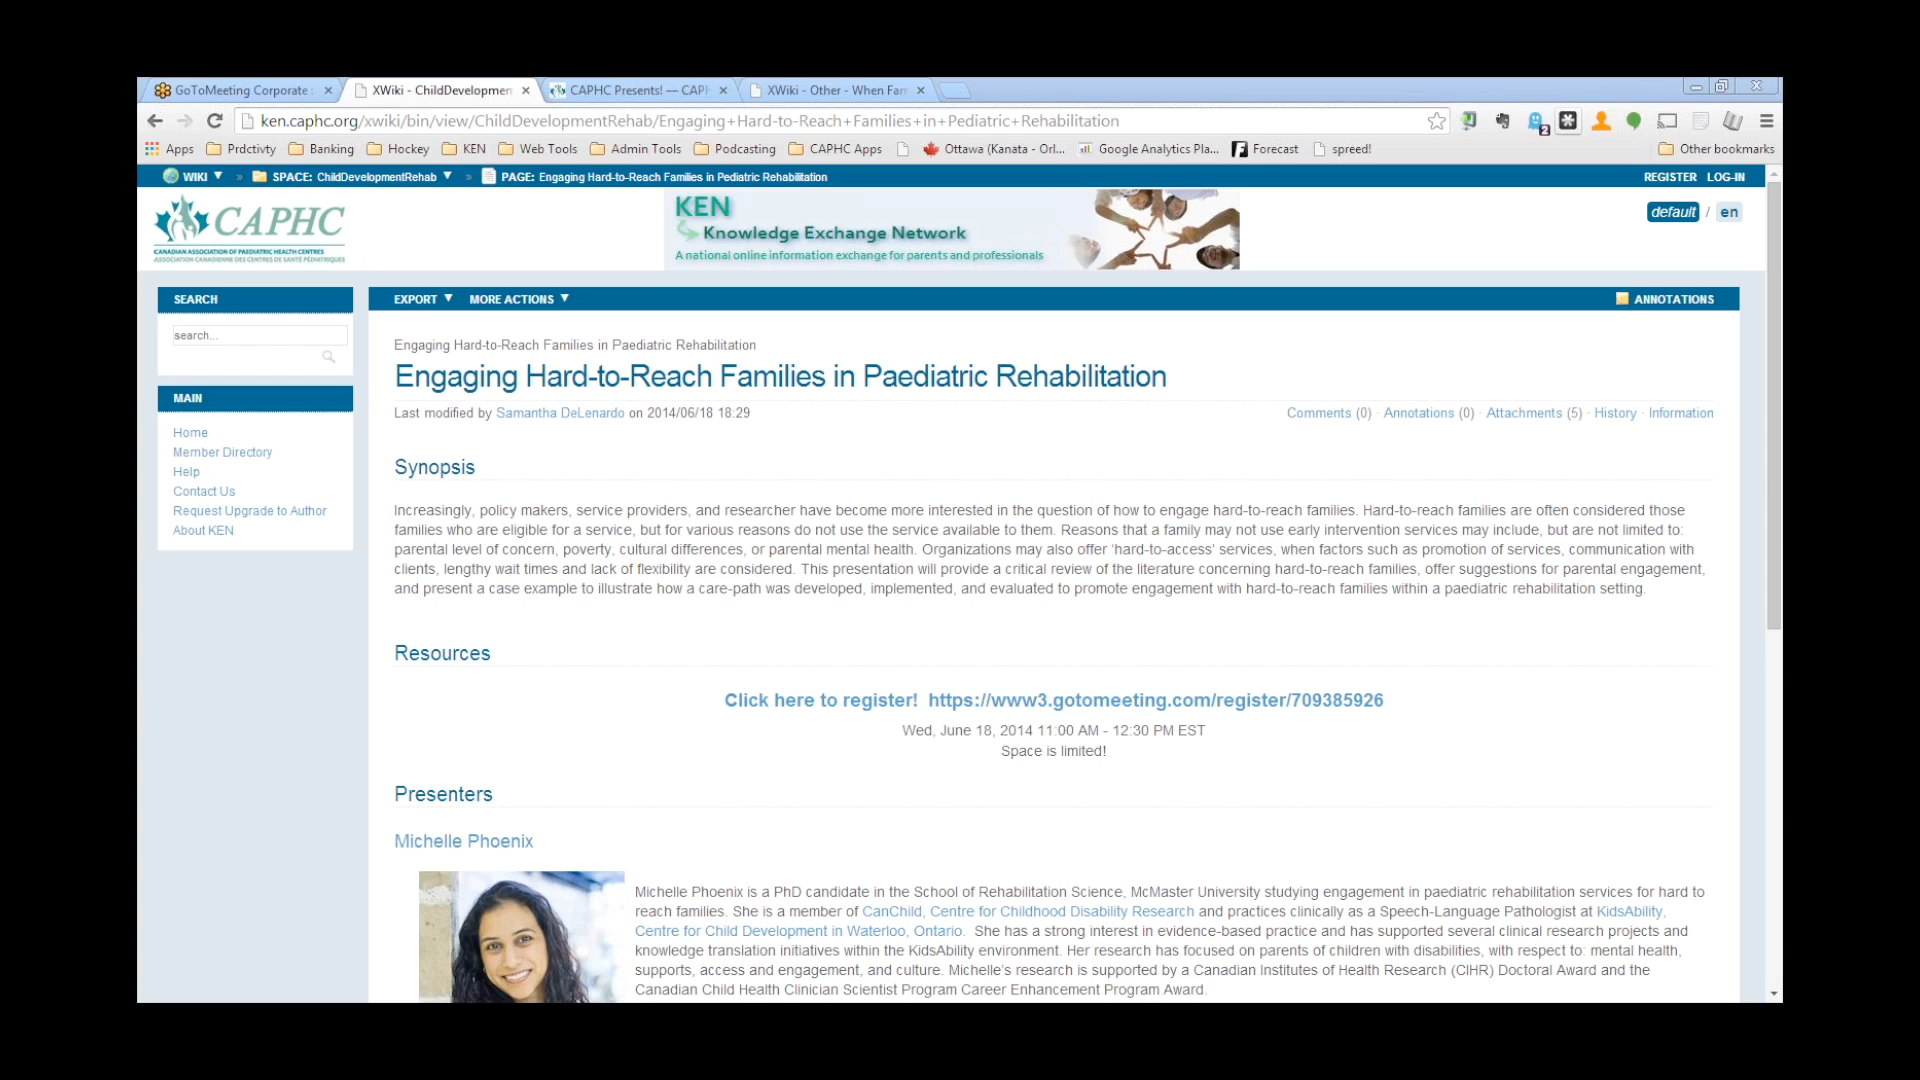 GoToMeeting Corporate
XWiki - ChildDevelopmen
CAPHC Presents! — CAPH
XWiki - Other - When Fam
ken.caphc.org/xwiki/bin/view/ChildDevelopmentRehab/Engaging+Hard-to-Reach+Families+in+Pediatric+Rehabilitation
2
Apps Prdctivty Banking Hockey KEN Web Tools Admin Tools Podcasting CAPHC Apps Ottawa (Kanata - Orl... Google Analytics Pla... Forecast spreed! Other bookmarks
WIKI » SPACE: ChildDevelopmentRehab » PAGE: Engaging Hard-to-Reach Families in Pediatric Rehabilitation REGISTER LOG-IN
CAPHC
CANADIAN ASSOCIATION OF PAEDIATRIC HEALTH CENTRES
ASSOCIATION CANADIENNE DES CENTRES DE SANTÉ PÉDIATRIQUES
KEN
Knowledge Exchange Network
A national online information exchange for parents and professionals
default / en
SEARCH
search...
MAIN
Home
Member Directory
Help
Contact Us
Request Upgrade to Author
About KEN
EXPORT MORE ACTIONS ANNOTATIONS
Engaging Hard-to-Reach Families in Paediatric Rehabilitation
Engaging Hard-to-Reach Families in Paediatric Rehabilitation
Last modified by Samantha DeLenardo on 2014/06/18 18:29
Comments (0) · Annotations (0) · Attachments (5) · History · Information
Synopsis
Increasingly, policy makers, service providers, and researcher have become more interested in the question of how to engage hard-to-reach families. Hard-to-reach families are often considered those
families who are eligible for a service, but for various reasons do not use the service available to them. Reasons that a family may not use early intervention services may include, but are not limited to:
parental level of concern, poverty, cultural differences, or parental mental health. Organizations may also offer 'hard-to-access' services, when factors such as promotion of services, communication with
clients, lengthy wait times and lack of flexibility are considered. This presentation will provide a critical review of the literature concerning hard-to-reach families, offer suggestions for parental engagement,
and present a case example to illustrate how a care-path was developed, implemented, and evaluated to promote engagement with hard-to-reach families within a paediatric rehabilitation setting.
Resources
Click here to register! https://www3.gotomeeting.com/register/709385926
Wed, June 18, 2014 11:00 AM - 12:30 PM EST
Space is limited!
Presenters
Michelle Phoenix
Michelle Phoenix is a PhD candidate in the School of Rehabilitation Science, McMaster University studying engagement in paediatric rehabilitation services for hard to
reach families. She is a member of CanChild, Centre for Childhood Disability Research and practices clinically as a Speech-Language Pathologist at KidsAbility,
Centre for Child Development in Waterloo, Ontario. She has a strong interest in evidence-based practice and has supported several clinical research projects and
knowledge translation initiatives within the KidsAbility environment. Her research has focused on parents of children with disabilities, with respect to: mental health,
supports, access and engagement, and culture. Michelle's research is supported by a Canadian Institutes of Health Research (CIHR) Doctoral Award and the
Canadian Child Health Clinician Scientist Program Career Enhancement Program Award.